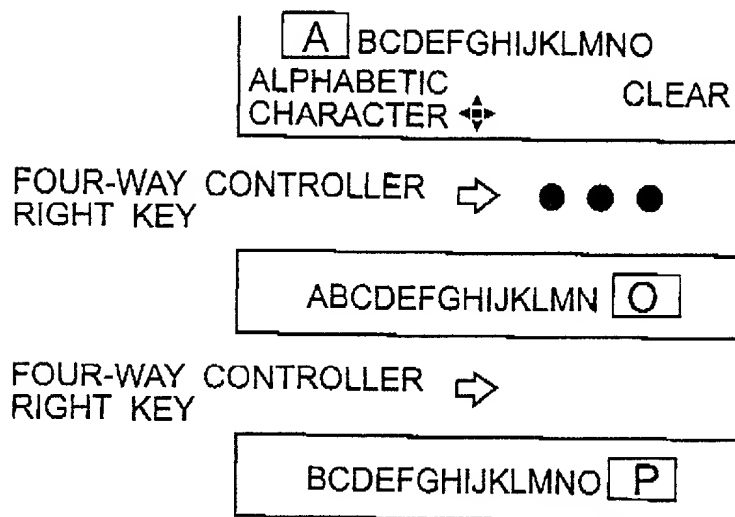 A BCDEFGHIJKLMNO
ALPHABETIC
CHARACTER
CLEAR
FOUR-WAY CONTROLLER
RIGHT KEY
ABCDEFGHIJKLMN O
FOUR-WAY CONTROLLER
RIGHT KEY
BCDEFGHIJKLMNO P